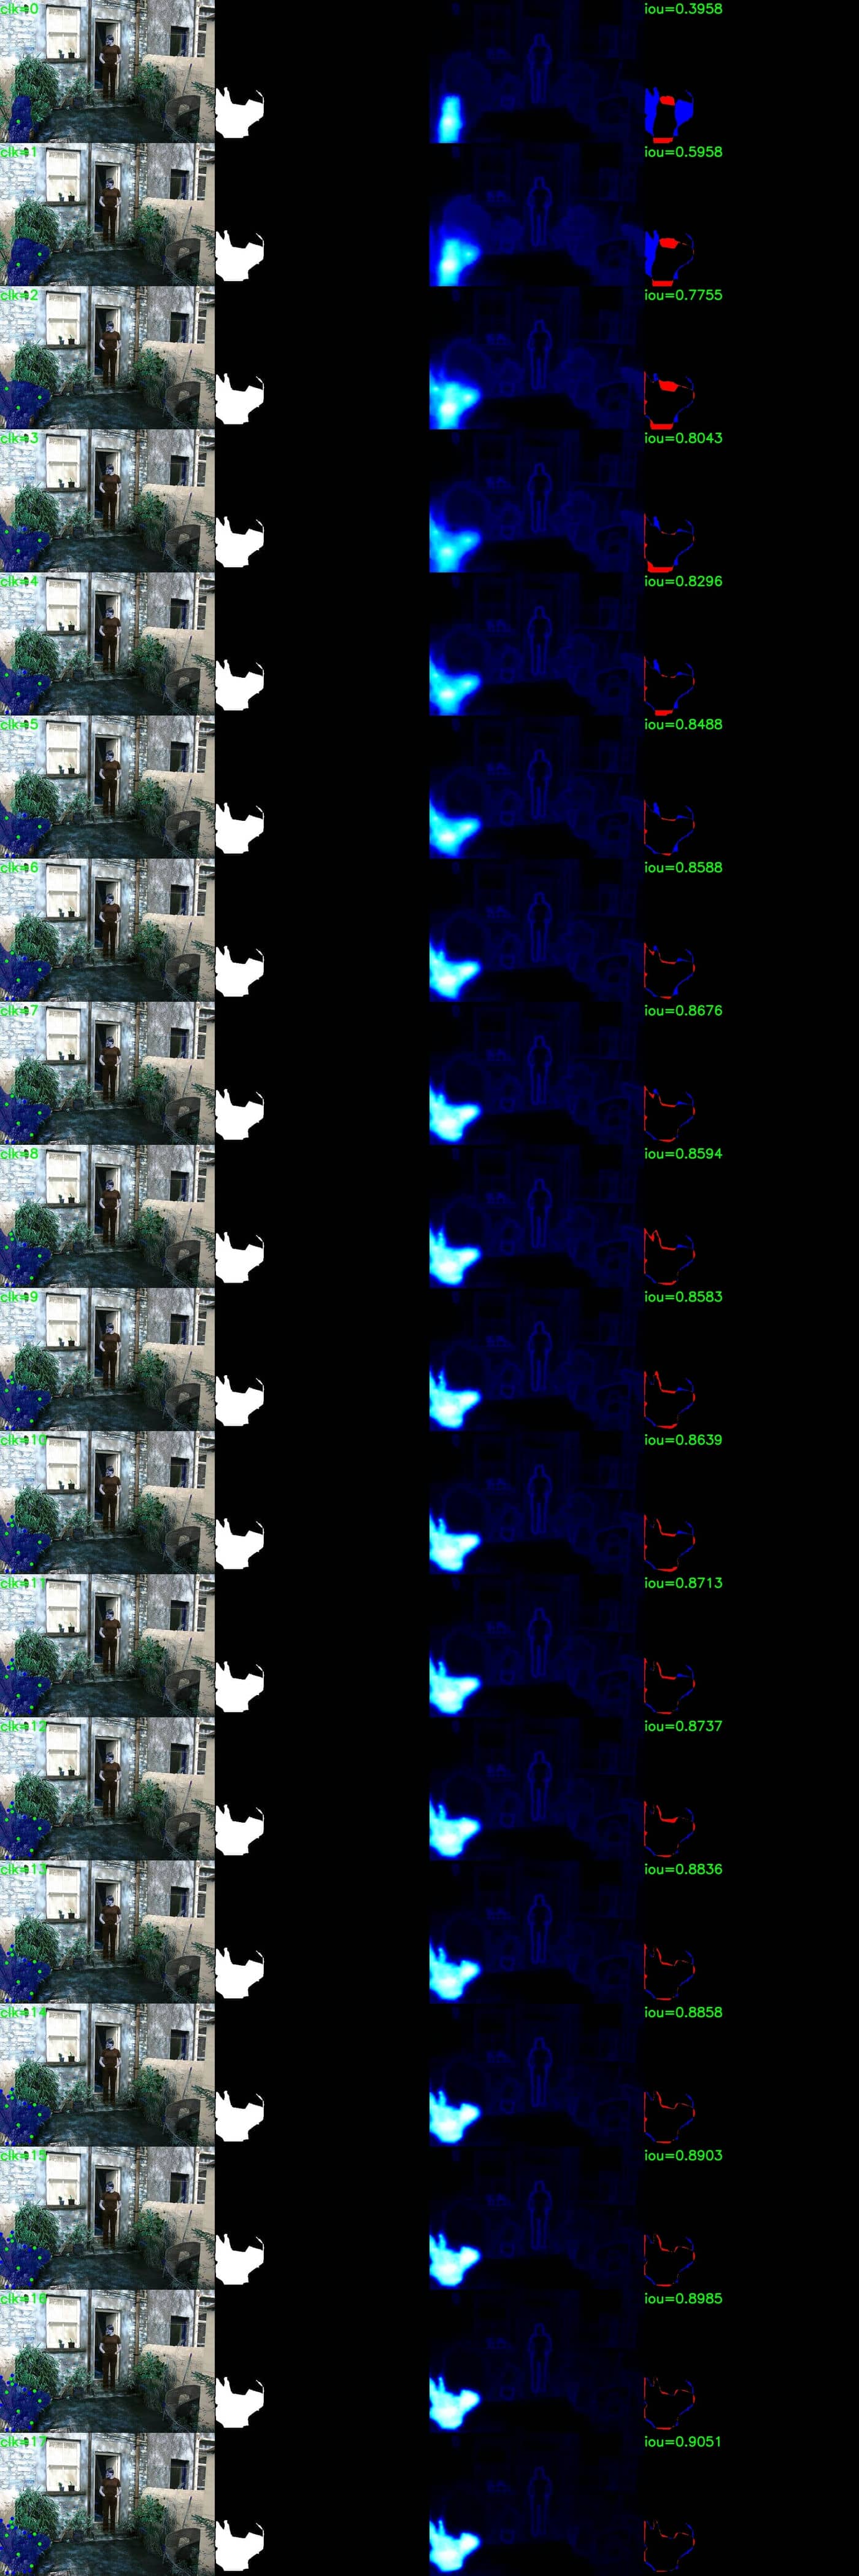 clk=0 iou=0.3958
clk=1 iou=0.5958
clk=2 iou=0.7755
clk=3 iou=0.8043
clk=4 iou=0.8296
clk=5 iou=0.8488
clk=6 iou=0.8588
clk=7 iou=0.8676
clk=8 iou=0.8594
clk=9 iou=0.8583
clk=10 iou=0.8639
clk=11 iou=0.8713
clk=12 iou=0.8737
clk=13 iou=0.8836
clk=14 iou=0.8858
clk=15 iou=0.8903
clk=16 iou=0.8985
clk=17 iou=0.9051